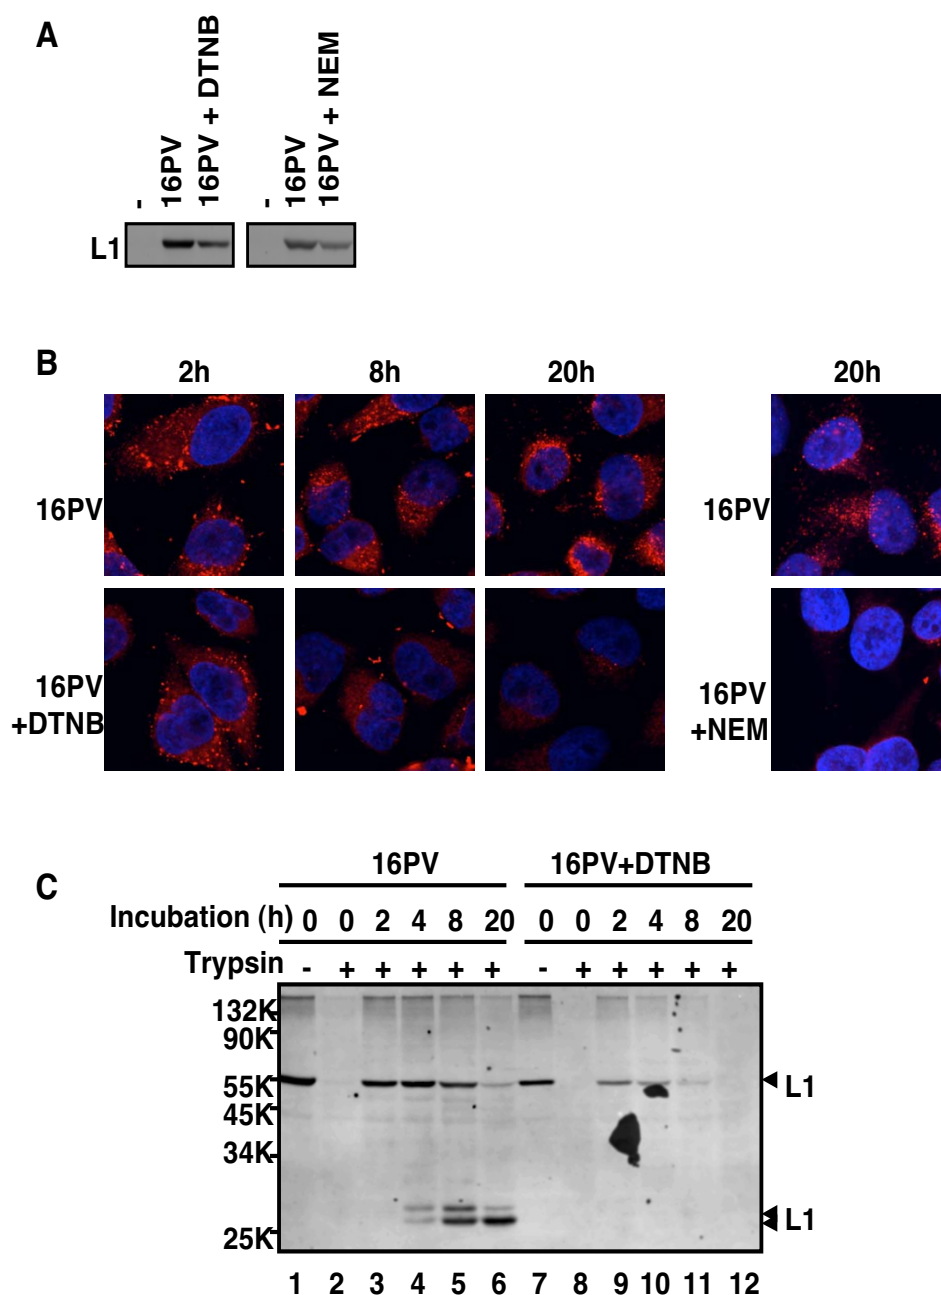 A
-
16PV
16PV + DTNB
-
16PV
16PV + NEM
L1
B
2h
8h
20h
20h
16PV
16PV
16PV
+DTNB
16PV
+NEM
C
16PV
16PV+DTNB
Incubation (h)
0 0 2 4 8 20 0 0 2 4 8 20
Trypsin
- + + + + + - + + + + +
132K
90K
55K
45K
34K
25K
L1
L1
1 2 3 4 5 6 7 8 9 10 11 12